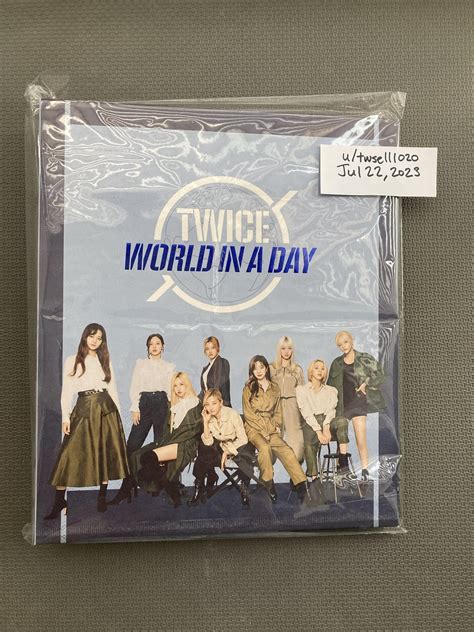 u/twsell1020
Jul 22, 2023
TWICE
WORLD IN A DAY